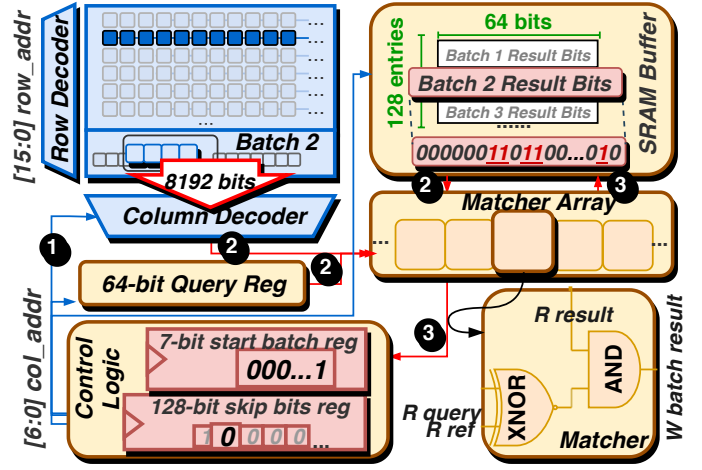 [15:0] row_addr
Row Decoder
...
...
...
...
...
...
Batch 2
8192 bits
Column Decoder
64 bits
128 entries
Batch 1 Result Bits
Batch 2 Result Bits
Batch 3 Result Bits
......
000000110110 0...010
SRAM Buffer
2
3
Matcher Array
...
...
1
2
2
64-bit Query Reg
[6:0] col_addr
Control
Logic
7-bit start batch reg
000...1
128-bit skip bits reg
1 0 0 0 0 ...
3
R result
AND
XNOR
R query
R ref
Matcher
W batch result